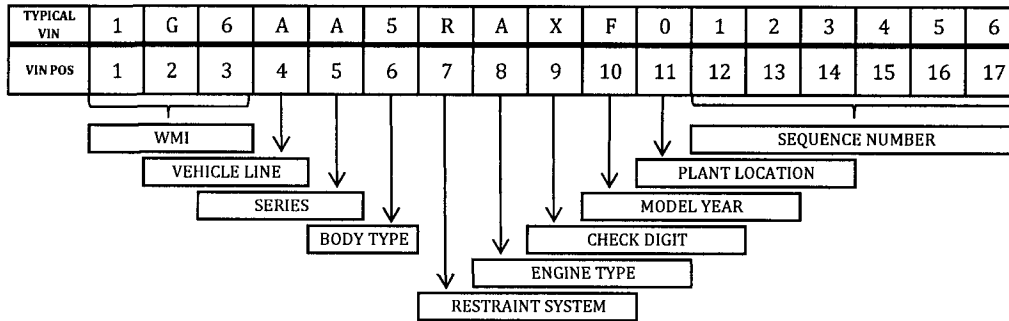 TYPICAL VIN 1 G 6 A A 5 R A X F 0 1 2 3 4 5 6
VIN POS 1 2 3 4 5 6 7 8 9 10 11 12 13 14 15 16 17
WMI SEQUENCE NUMBER
VEHICLE LINE PLANT LOCATION
SERIES MODEL YEAR
BODY TYPE CHECK DIGIT
ENGINE TYPE
RESTRAINT SYSTEM